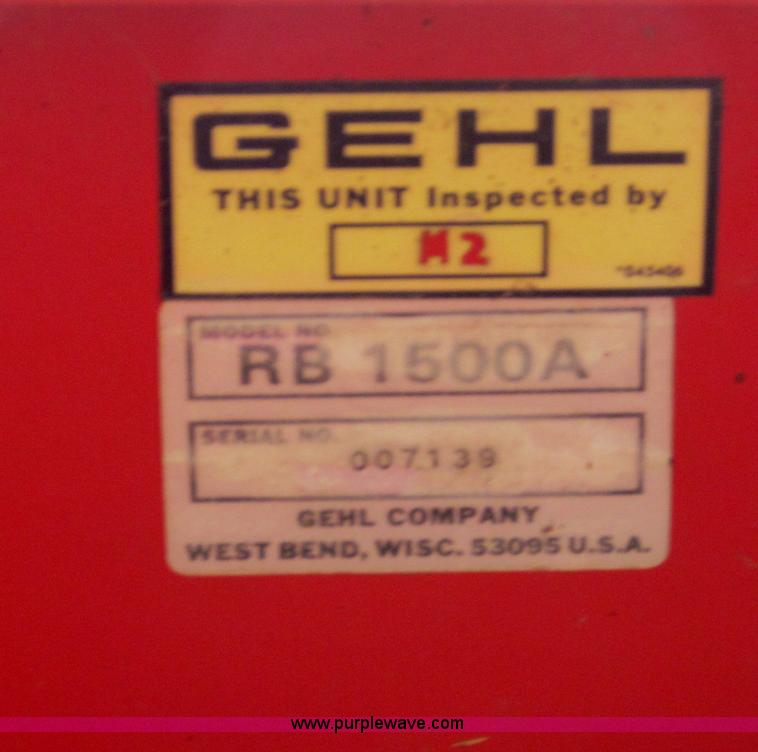 GEHL
THIS UNIT Inspected by
M2
MODEL NO.
RB 1500A
SERIAL NO.
007139
GEHL COMPANY
WEST BEND, WISC. 53095 U.S.A.
www.purplewave.com